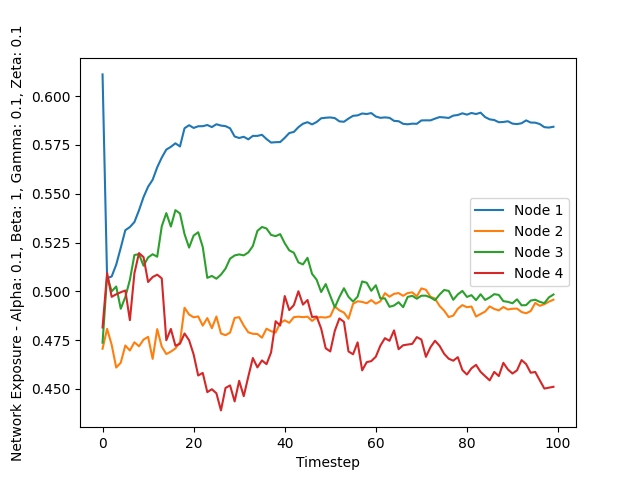 Network Exposure - Alpha: 0.1, Beta: 1, Gamma: 0.1, Zeta: 0.1
0.600
0.575
0.550
0.525
0.500
0.475
0.450
Node 1
Node 2
Node 3
Node 4
0 20 40 60 80 100
Timestep